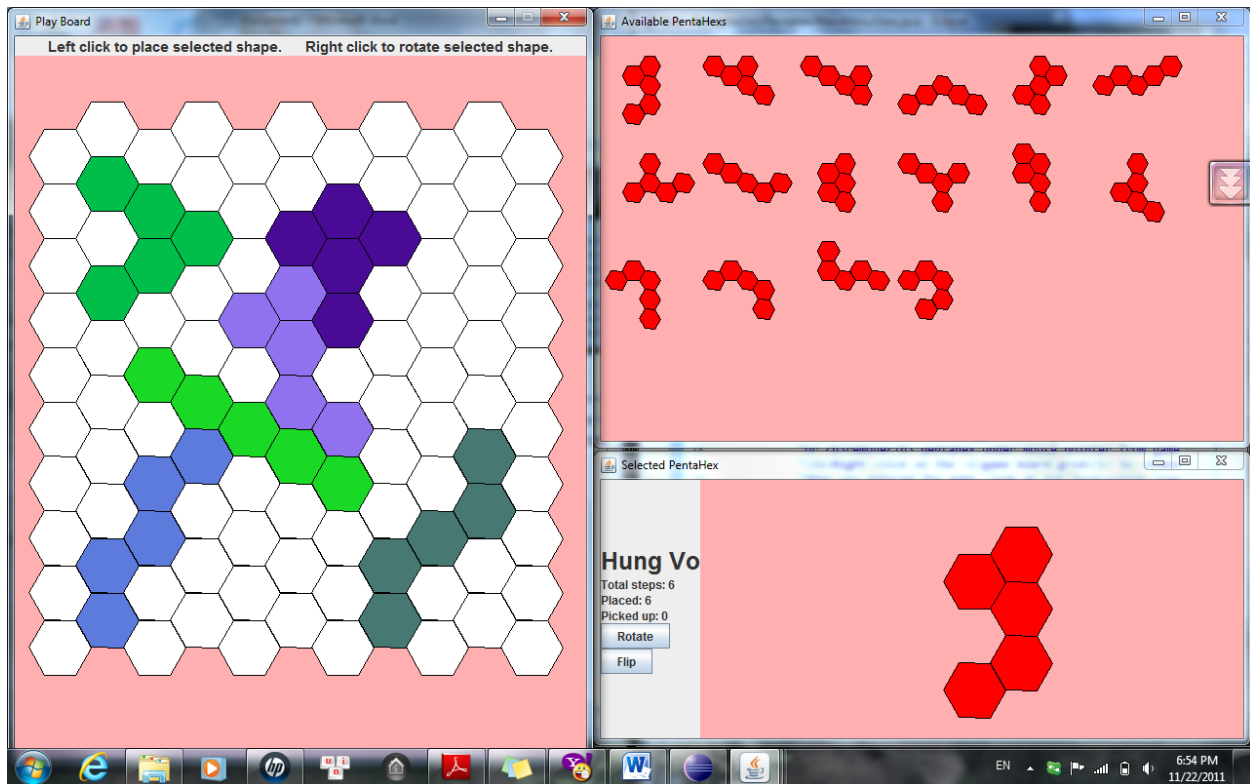 Play Board
Left click to place selected shape. Right click to rotate selected shape.
Available PentaHexs
Selected PentaHex
Hung Vo
Total steps: 6
Placed: 6
Picked up: 0
Rotate
Flip
EN
6:54 PM
11/22/2011